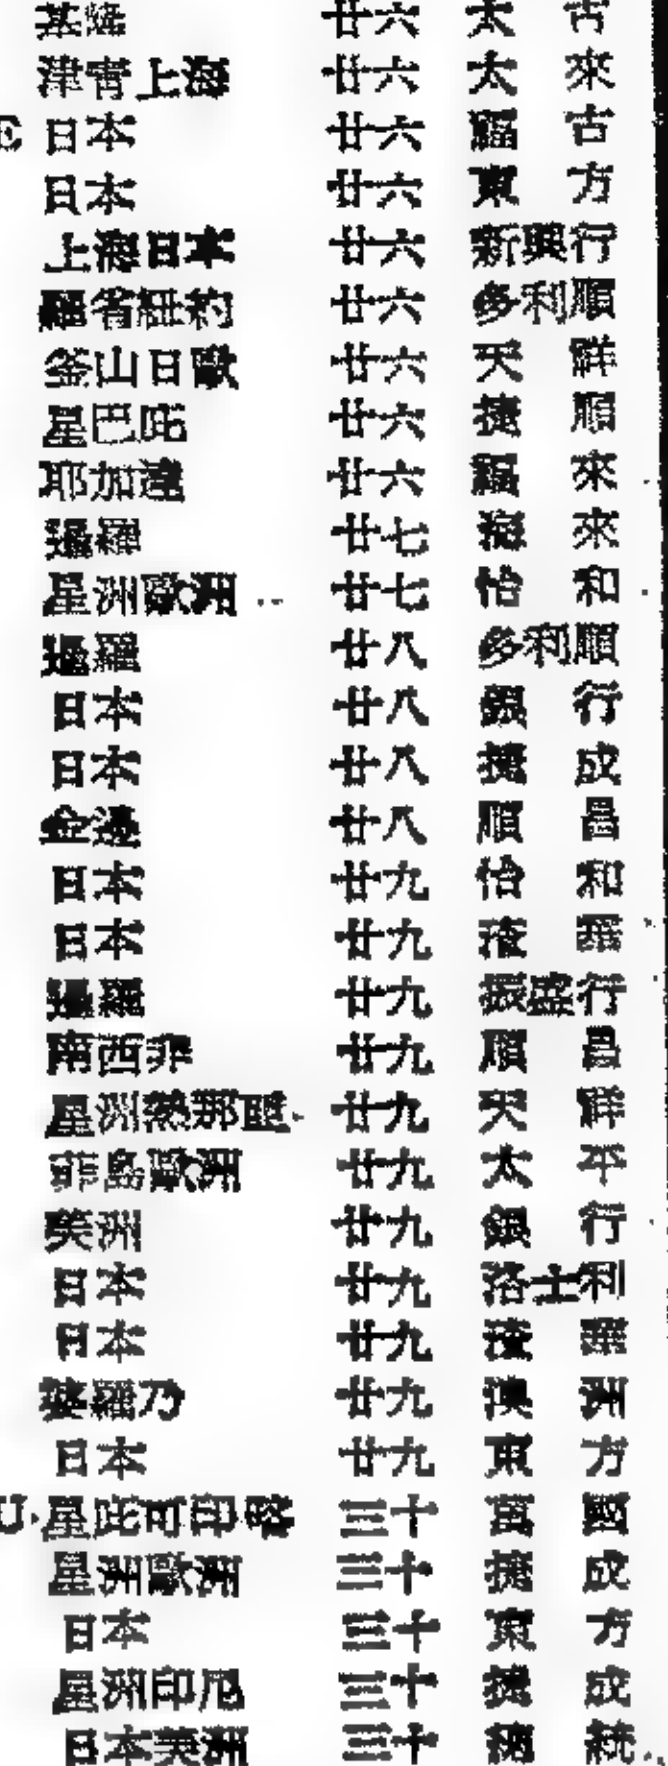 基隆 廿六 太古
津 上海 廿六 太來
日本 廿六 福古
日本 廿六 東方
上海日本 廿六 新興行
省紐約 廿六 多利順
釜山日歐 廿六 天祥
星巴 廿六 捷順
耶加達 廿六 福來
暹羅 廿七 來
星洲歐洲 廿七 怡和
暹羅 廿八 多利順
日本 廿八 銀行
日本 廿八 捷成
金邊 廿八 順昌
日本 廿九 怡和
日本 廿九
暹羅 廿九 振盛行
南西非 廿九 順昌
星洲熱那亞 廿九 天祥
菲島歐洲 廿九 太平
美洲 廿九 銀行
日本 廿九 洛士利
日本 廿九
婆羅乃 廿九 澳洲
日本 廿九 東方
星 可印 三十 萬國
星洲歐洲 三十 捷成
日本 三十 東方
星洲印尼 三十 捷成
日本美洲 三十 統